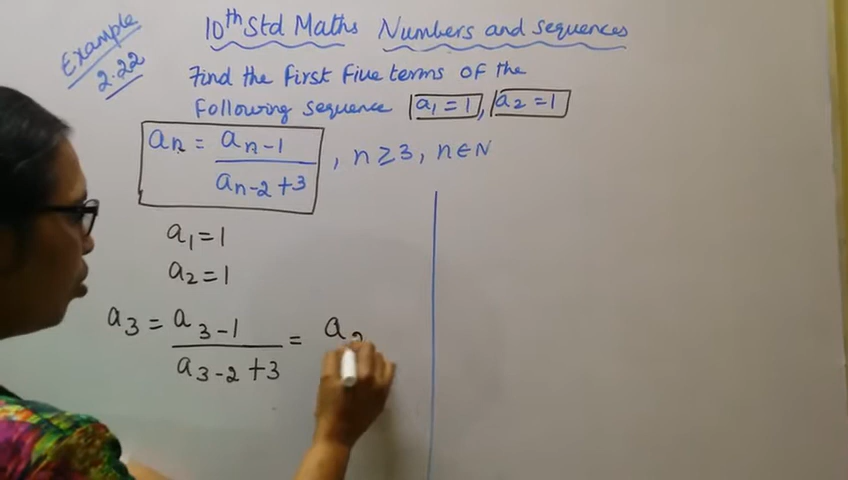 10th Std Maths Numbers and sequences
Example 2.22
Find the First Five terms of the
Following sequence a1 = 1, a2 = 1
an = an-1 / an-2 + 3, n ≥ 3, n ∈ N
a1 = 1
a2 = 1
a3 = a3-1 / a3-2 + 3 = a2